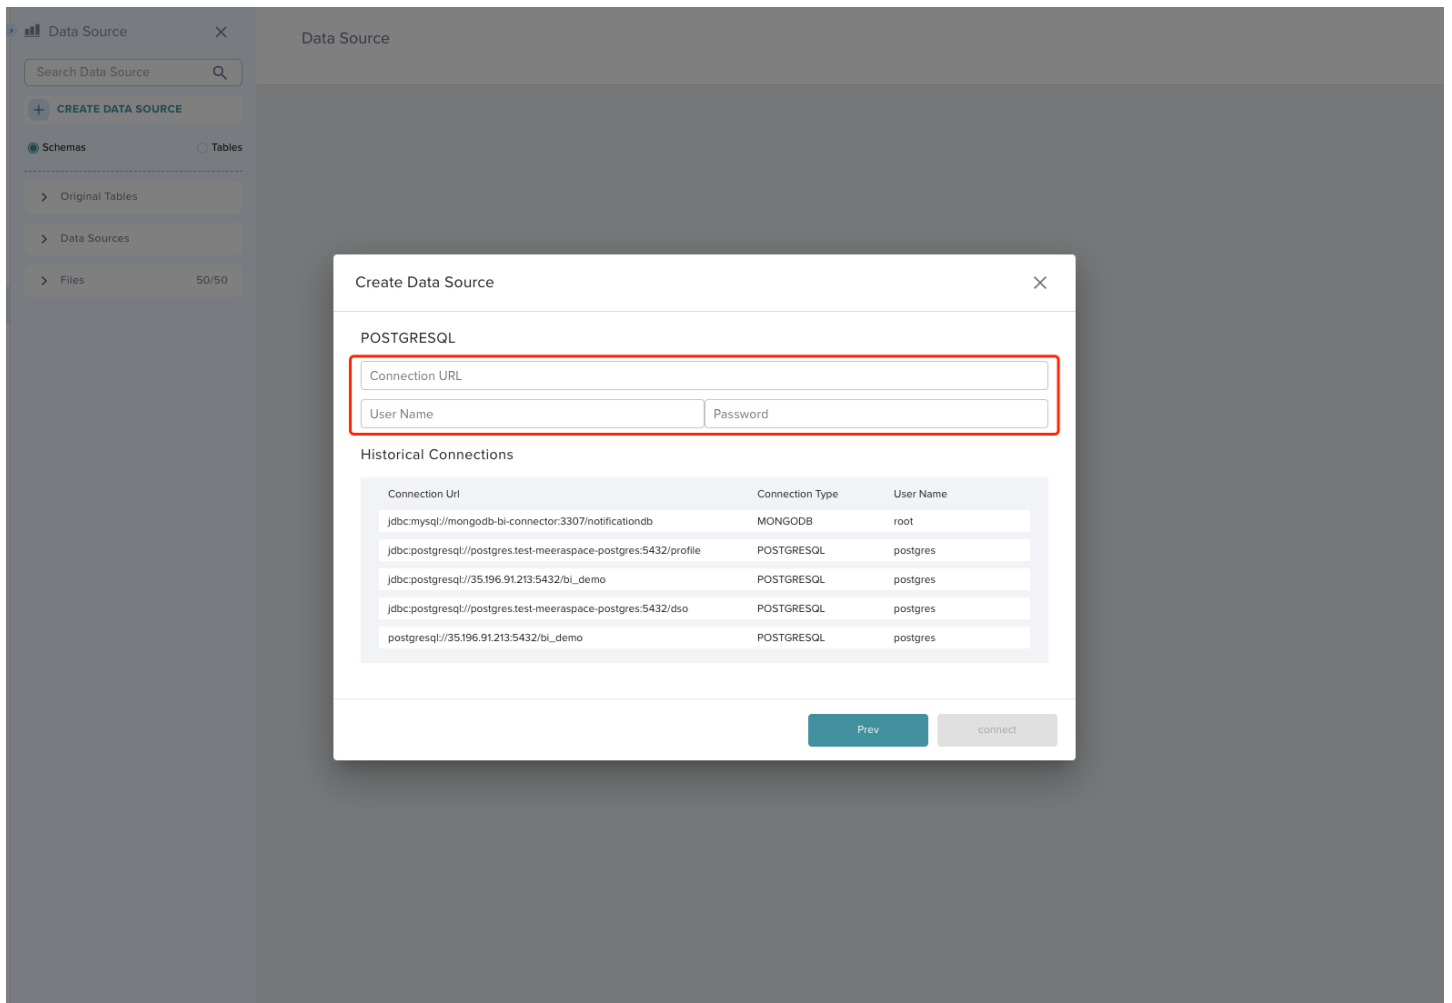 Data Source
Data Source
Search Data Source
CREATE DATA SOURCE
Schemas Tables
Original Tables
Data Sources
Files 50/50
Create Data Source
POSTGRESQL
Connection URL
User Name Password
Historical Connections
Connection Url Connection Type User Name
jdbc:mysql://mongodb-bi-connector:3307/notificationdb MONGODB root
jdbc:postgresql://postgres.test-meeraspace-postgres:5432/profile POSTGRESQL postgres
jdbc:postgresql://35.196.91.213:5432/bi_demo POSTGRESQL postgres
jdbc:postgresql://postgres.test-meeraspace-postgres:5432/dso POSTGRESQL postgres
postgresql://35.196.91.213:5432/bi_demo POSTGRESQL postgres
Prev connect